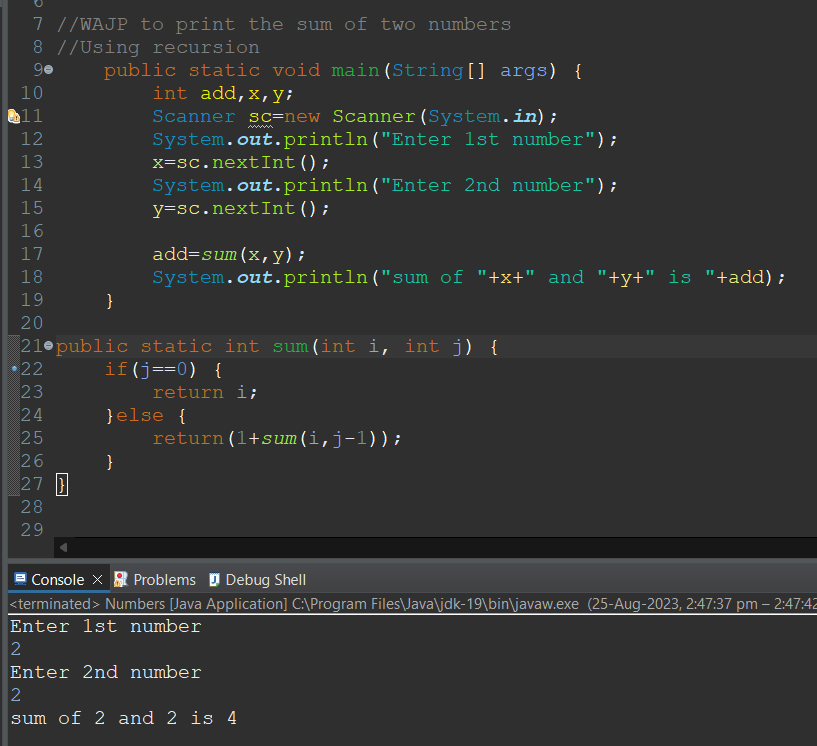 6
7 //WAJP to print the sum of two numbers
8 //Using recursion
9 public static void main(String[] args) {
10 int add,x,y;
11 Scanner sc=new Scanner(System.in);
12 System.out.println("Enter 1st number");
13 x=sc.nextInt();
14 System.out.println("Enter 2nd number");
15 y=sc.nextInt();
16
17 add=sum(x,y);
18 System.out.println("sum of "+x+" and "+y+" is "+add);
19 }
20
21 public static int sum(int i, int j) {
22 if(j==0) {
23 return i;
24 }else {
25 return(1+sum(i,j-1));
26 }
27 }
28
29
Console Problems Debug Shell
<terminated> Numbers [Java Application] C:\Program Files\Java\jdk-19\bin\javaw.exe (25-Aug-2023, 2:47:37 pm – 2:47:42
Enter 1st number
2
Enter 2nd number
2
sum of 2 and 2 is 4